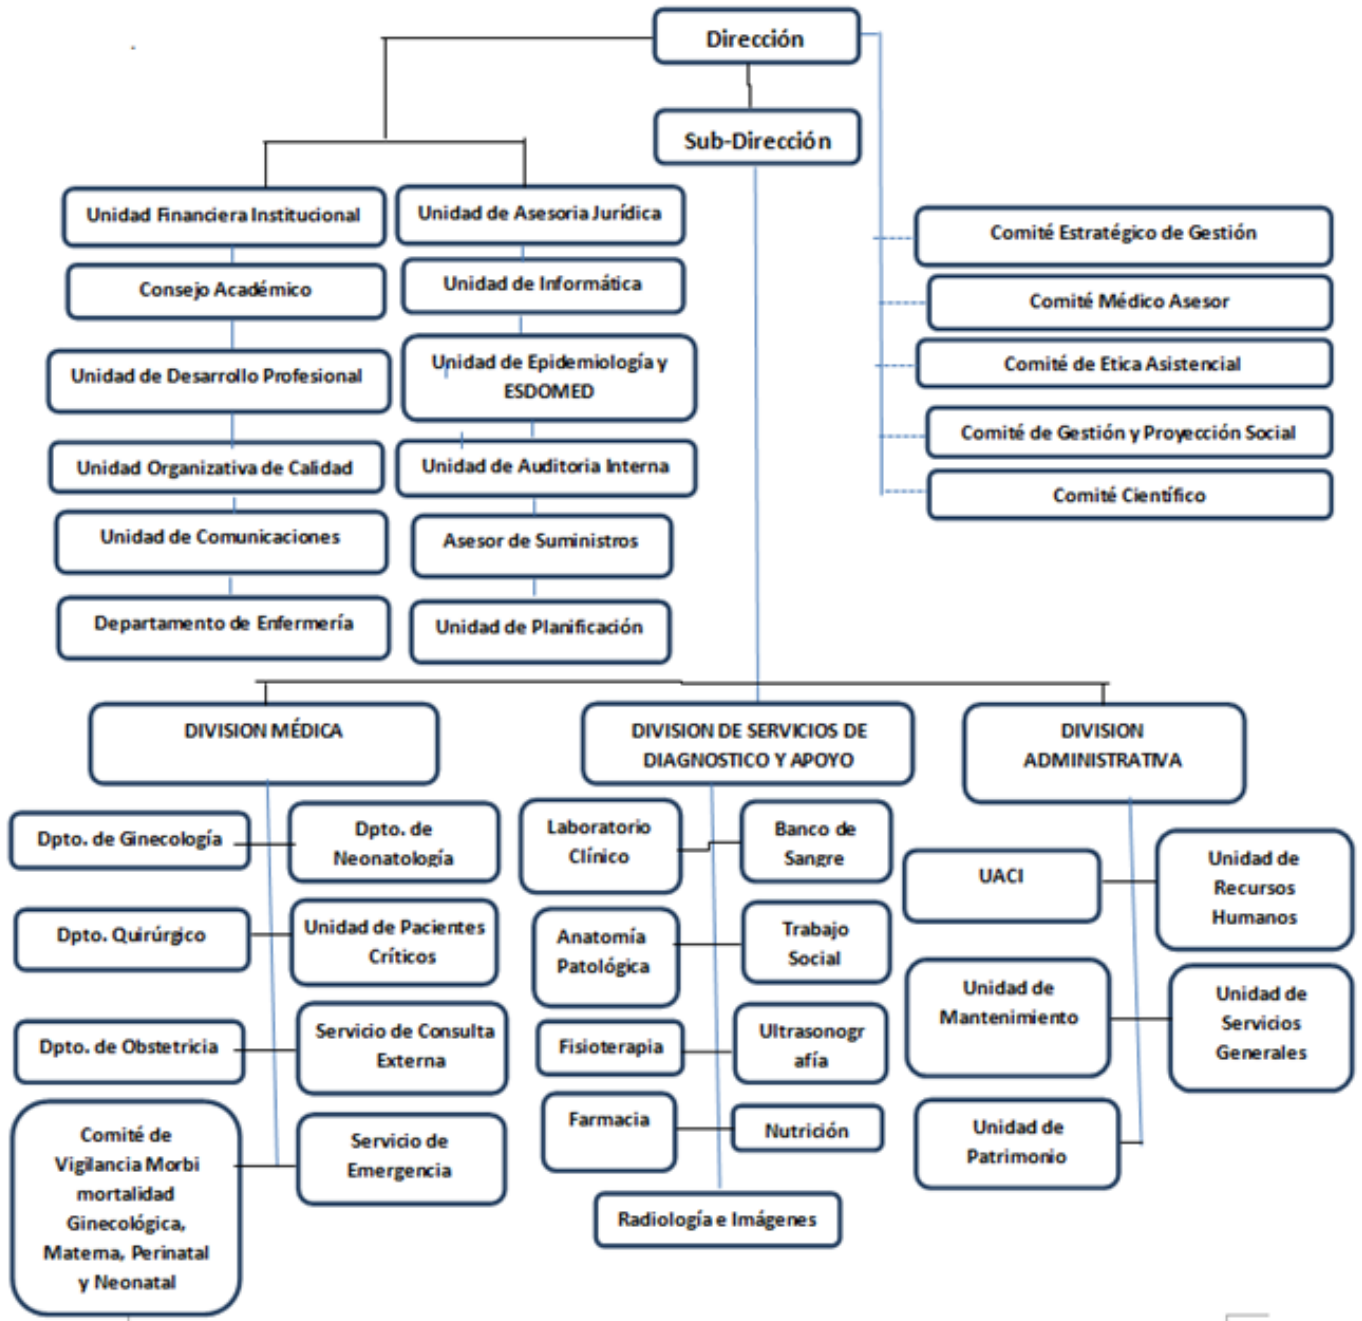 Dirección
Sub-Dirección
Unidad Financiera Institucional
Consejo Académico
Unidad de Desarrollo Profesional
Unidad Organizativa de Calidad
Unidad de Comunicaciones
Departamento de Enfermería
Unidad de Asesoria Jurídica
Unidad de Informática
Unidad de Epidemiología y
ESDOMED
Unidad de Auditoria Interna
Asesor de Suministros
Unidad de Planificación
Comité Estratégico de Gestión
Comité Médico Asesor
Comité de Etica Asistencial
Comité de Gestión y Proyección Social
Comité Científico
DIVISION MÉDICA
Dpto. de Ginecología
Dpto. de
Neonatología
Dpto. Quirúrgico
Unidad de Pacientes
Críticos
Dpto. de Obstetricia
Servicio de Consulta
Externa
Comité de
Vigilancia Morbi
mortalidad
Ginecológica,
Materna, Perinatal
y Neonatal
Servicio de
Emergencia
DIVISION DE SERVICIOS DE
DIAGNOSTICO Y APOYO
Laboratorio
Clínico
Banco de
Sangre
Anatomía
Patológica
Trabajo
Social
Fisioterapia
Ultrasonogr
afía
Farmacia
Nutrición
Radiología e Imágenes
DIVISION
ADMINISTRATIVA
UACI
Unidad de
Recursos
Humanos
Unidad de
Mantenimiento
Unidad de
Servicios
Generales
Unidad de
Patrimonio